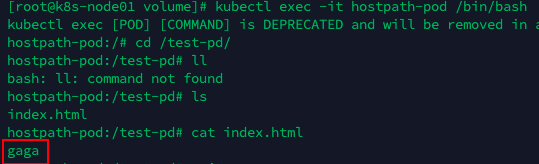 [root@k8s-node01 volume]# kubectl exec -it hostpath-pod /bin/bash
kubectl exec [POD] [COMMAND] is DEPRECATED and will be removed in a
hostpath-pod:/# cd /test-pd/
hostpath-pod:/test-pd# ll
bash: ll: command not found
hostpath-pod:/test-pd# ls
index.html
hostpath-pod:/test-pd# cat index.html
gaga